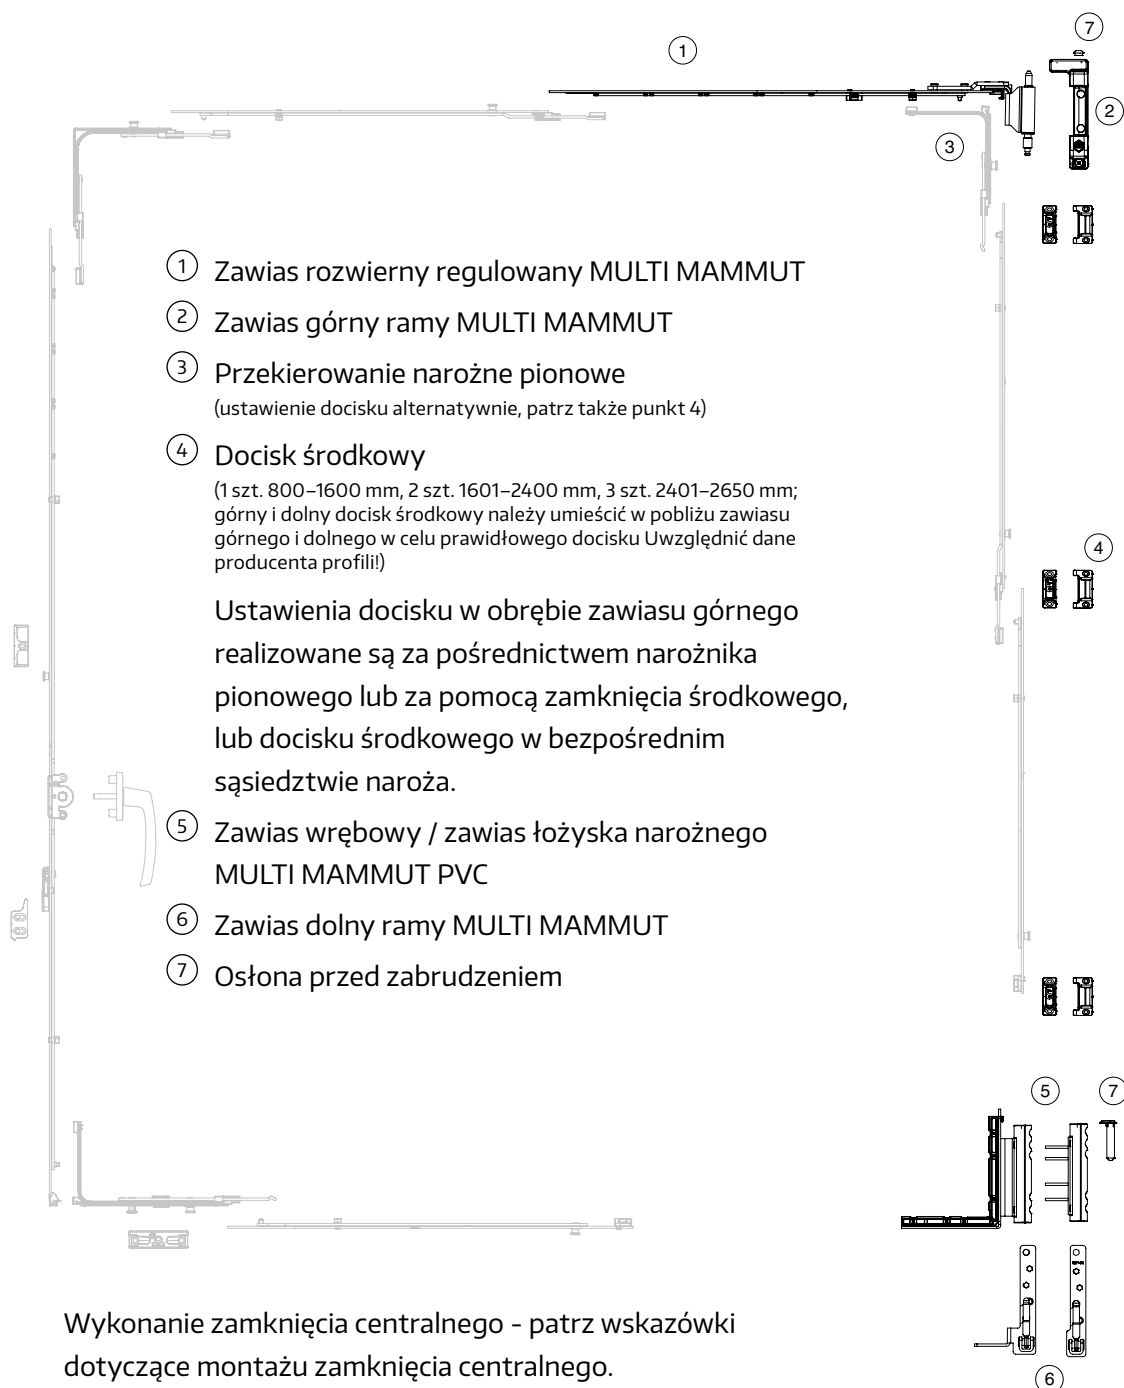 1
7
2
3
1 Zawias rozwierny regulowany MULTI MAMMUT
2 Zawias górny ramy MULTI MAMMUT
3 Przekierowanie narożne pionowe
(ustawienie docisku alternatywnie, patrz także punkt 4)
4 Docisk środkowy
(1 szt. 800–1600 mm, 2 szt. 1601–2400 mm, 3 szt. 2401–2650 mm;
górny i dolny docisk środkowy należy umieścić w pobliżu zawiasu
górnego i dolnego w celu prawidłowego docisku Uwzględnić dane
producenta profili!)
4
Ustawienia docisku w obrębie zawiasu górnego
realizowane są za pośrednictwem narożnika
pionowego lub za pomocą zamknięcia środkowego,
lub docisku środkowego w bezpośrednim
sąsiedztwie naroża.
5 Zawias wrębowy / zawias łożyska narożnego
MULTI MAMMUT PVC
6 Zawias dolny ramy MULTI MAMMUT
7 Osłona przed zabrudzeniem
5
7
Wykonanie zamknięcia centralnego - patrz wskazówki
dotyczące montażu zamknięcia centralnego.
6